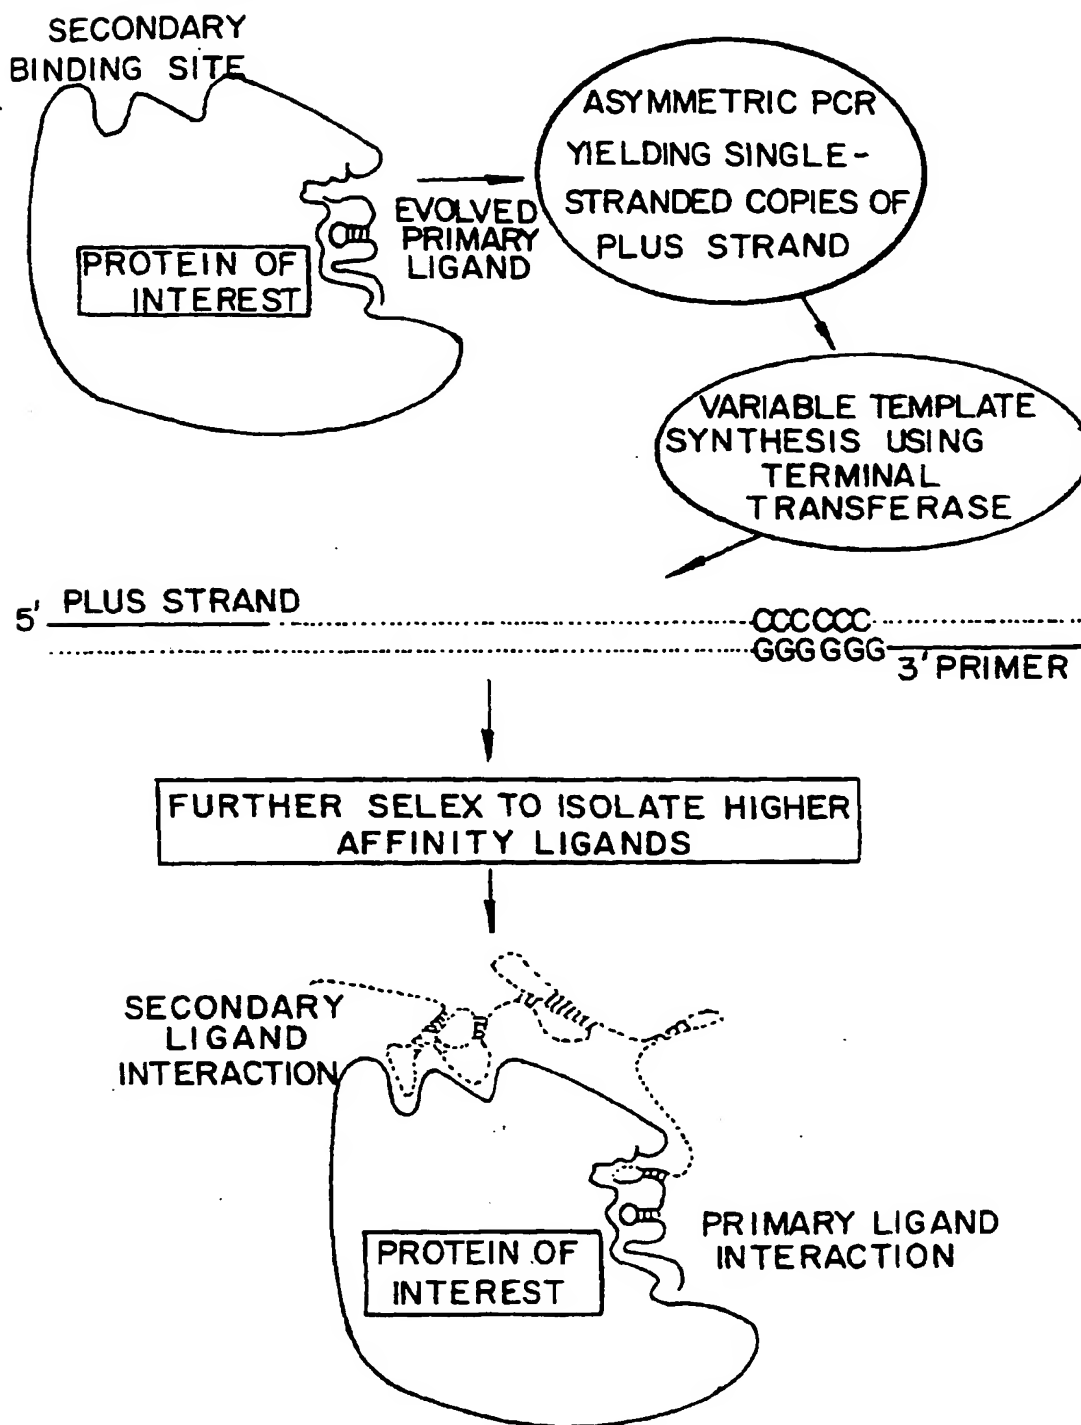 SECONDARY
BINDING SITE
PROTEIN OF
INTEREST
EVOLVED
PRIMARY
LIGAND
ASYMMETRIC PCR
YIELDING SINGLE-
STRANDED COPIES OF
PLUS STRAND
VARIABLE TEMPLATE
SYNTHESIS USING
TERMINAL
TRANSFERASE
5' PLUS STRAND
CCCCCC
GGGGGG
3' PRIMER
FURTHER SELEX TO ISOLATE HIGHER
AFFINITY LIGANDS
SECONDARY
LIGAND
INTERACTION
PROTEIN OF
INTEREST
PRIMARY LIGAND
INTERACTION